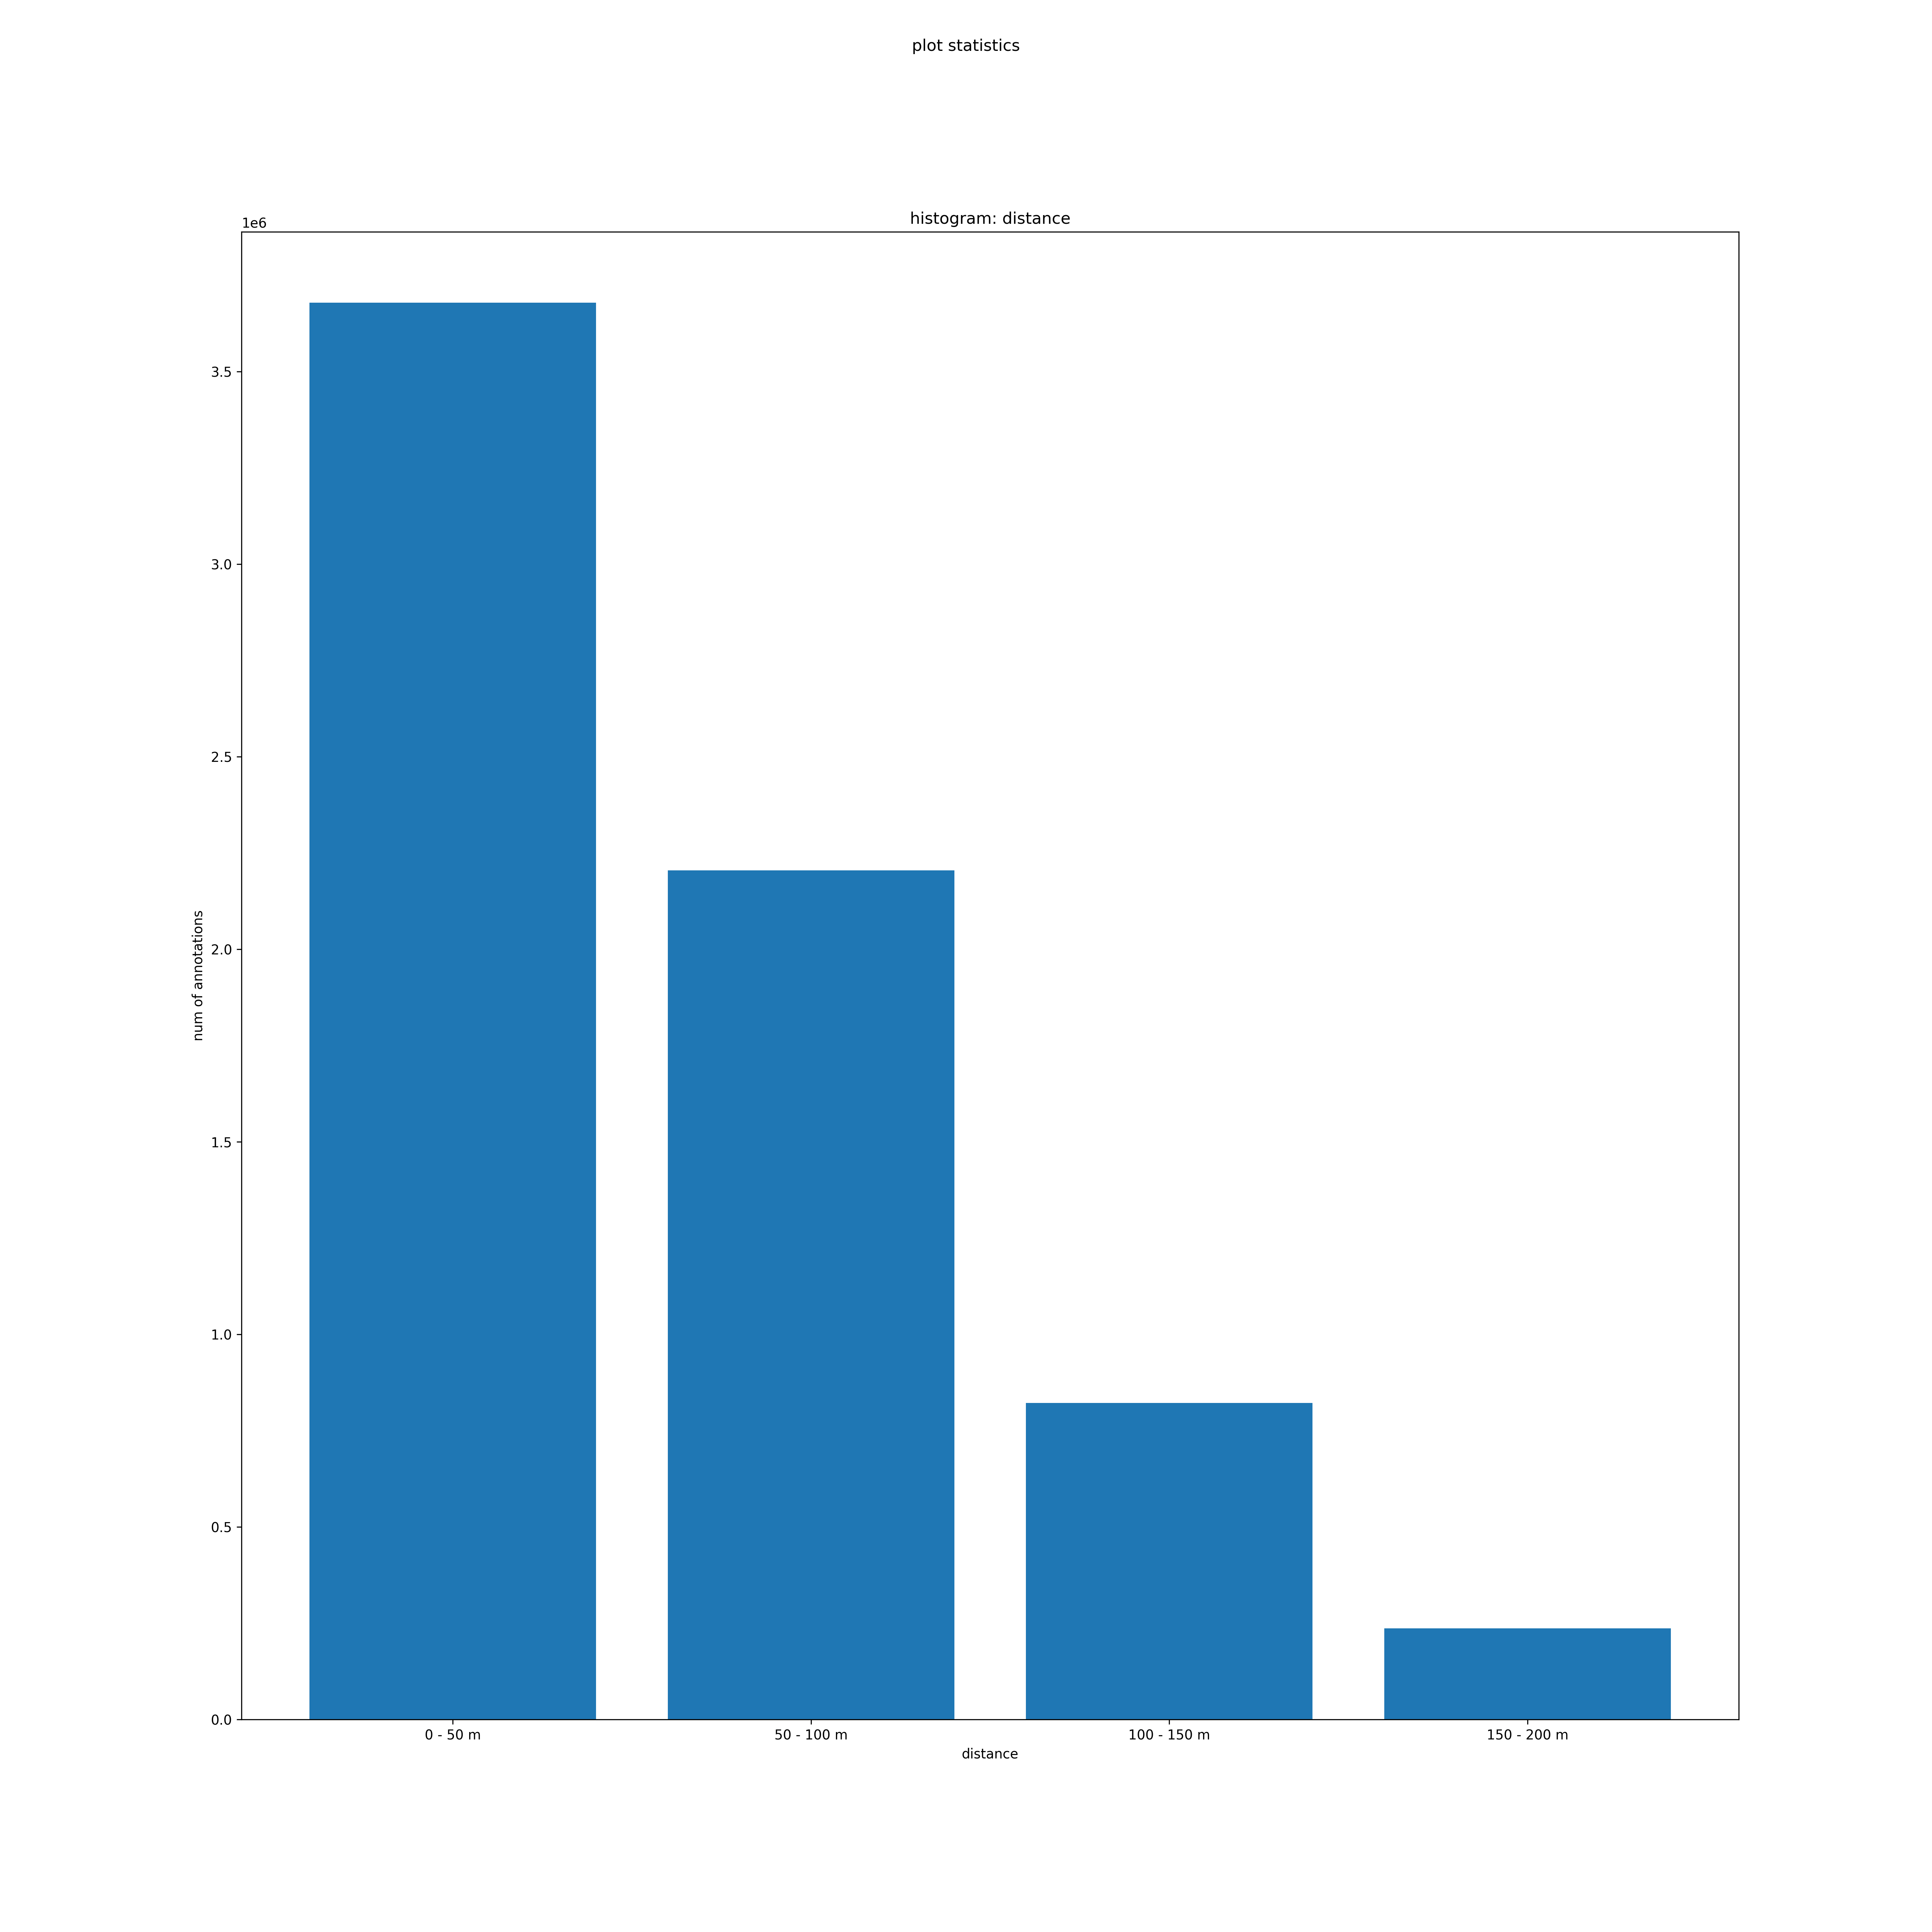 plot statistics
histogram: distance
1e6
3.5
3.0
2.5
2.0
1.5
1.0
0.5
0.0
num of annotations
0 - 50 m
50 - 100 m
100 - 150 m
150 - 200 m
distance